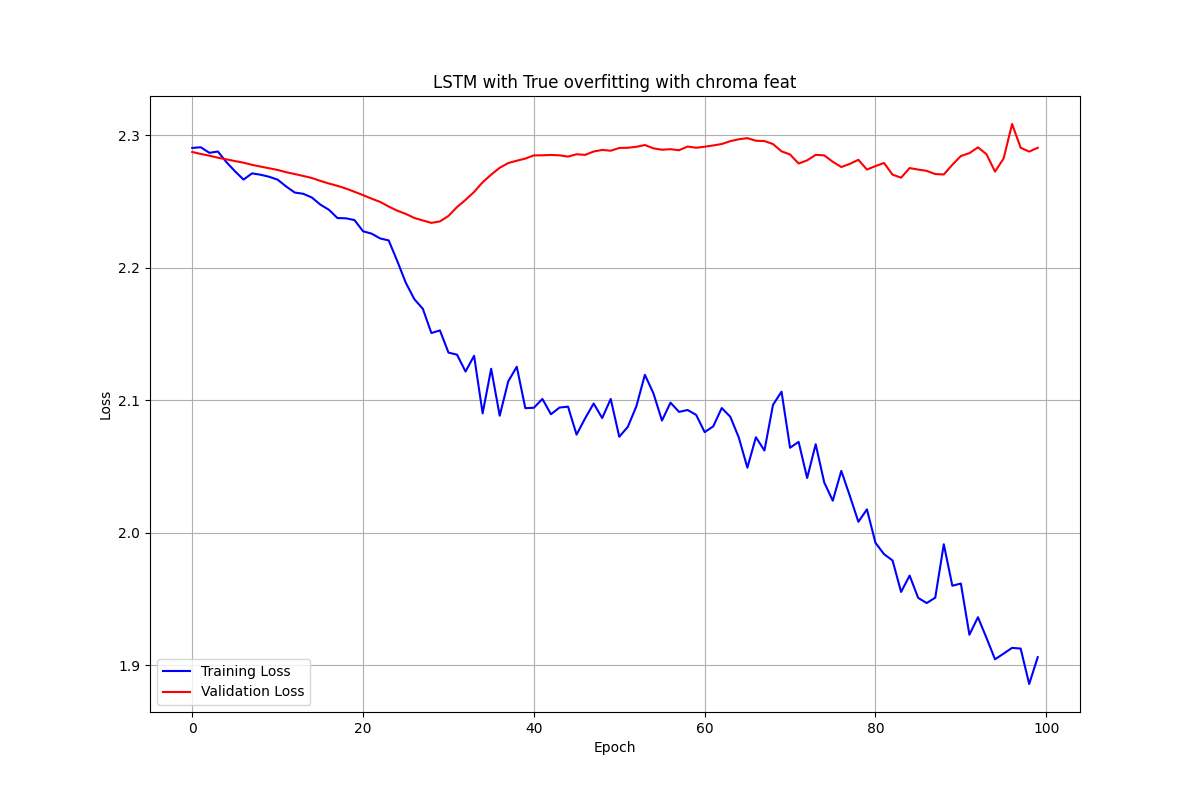 LSTM with True overfitting with chroma feat
2.3
2.2
2.1
2.0
1.9
Loss
Training Loss
Validation Loss
0 20 40 60 80 100
Epoch